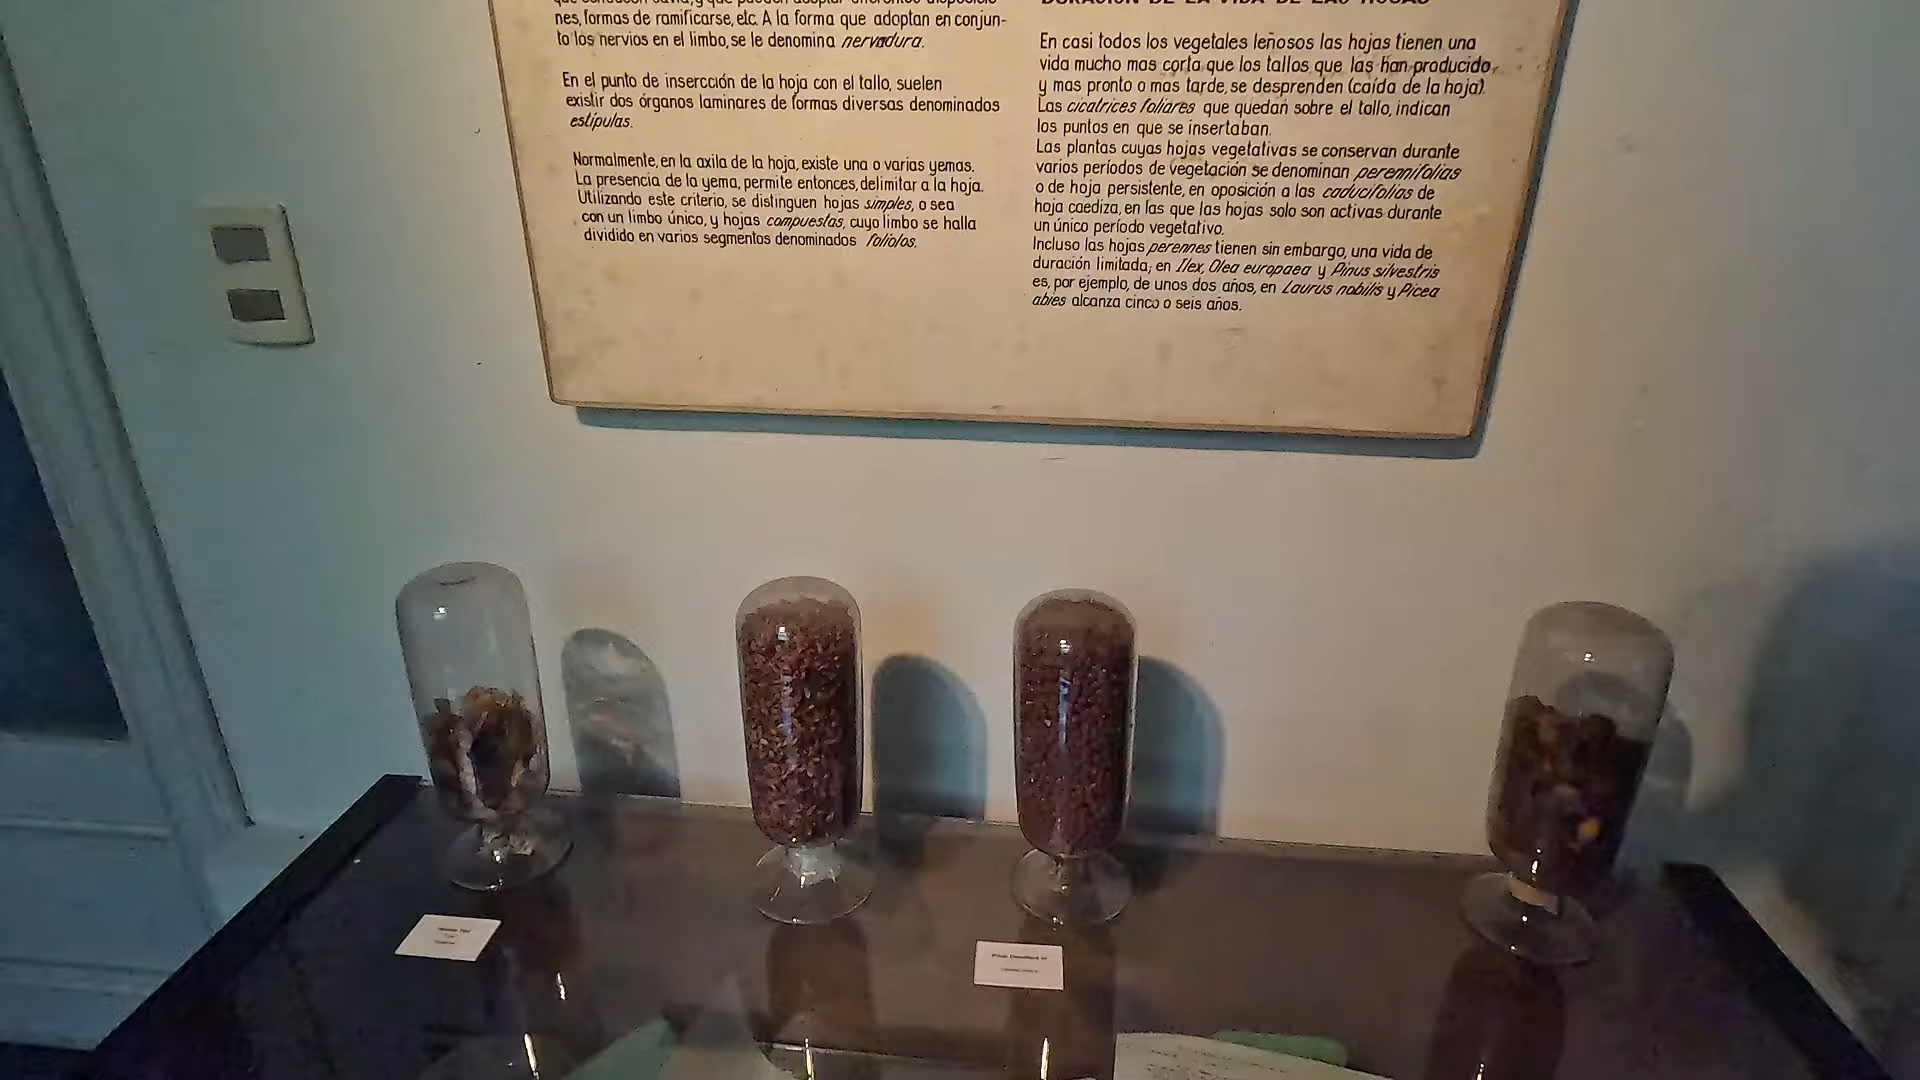 nes, formas de ramificarse, etc. A la forma que adoptan en conjun-
to los nervios en el limbo, se le denomina nervadura.
En el punto de insercción de la hoja con el tallo, suelen
existir dos órganos laminares de formas diversas denominados
estípulas.
Normalmente, en la axila de la hoja, existe una o varias yemas.
La presencia de la yema, permite entonces, delimitar a la hoja.
Utilizando este criterio, se distinguen hojas simples, o sea
con un limbo único, y hojas compuestas, cuyo limbo se halla
dividido en varios segmentos denominados folíolos.
DURACIÓN DE LA VIDA DE LAS HOJAS
En casi todos los vegetales leñosos las hojas tienen una
vida mucho mas corta que los tallos que las han producido,
y mas pronto o mas tarde, se desprenden (caída de la hoja).
Las cicatrices foliares que quedan sobre el tallo, indican
los puntos en que se insertaban.
Las plantas cuyas hojas vegetativas se conservan durante
varios períodos de vegetación se denominan perennifolias
o de hoja persistente, en oposición a las caducifolias de
hoja caediza, en las que las hojas solo son activas durante
un único período vegetativo.
Incluso las hojas perennes tienen sin embargo, una vida de
duración limitada; en Ilex, Olea europaea y Pinus silvestris
es, por ejemplo, de unos dos años, en Laurus nobilis y Picea
abies alcanza cinco o seis años.